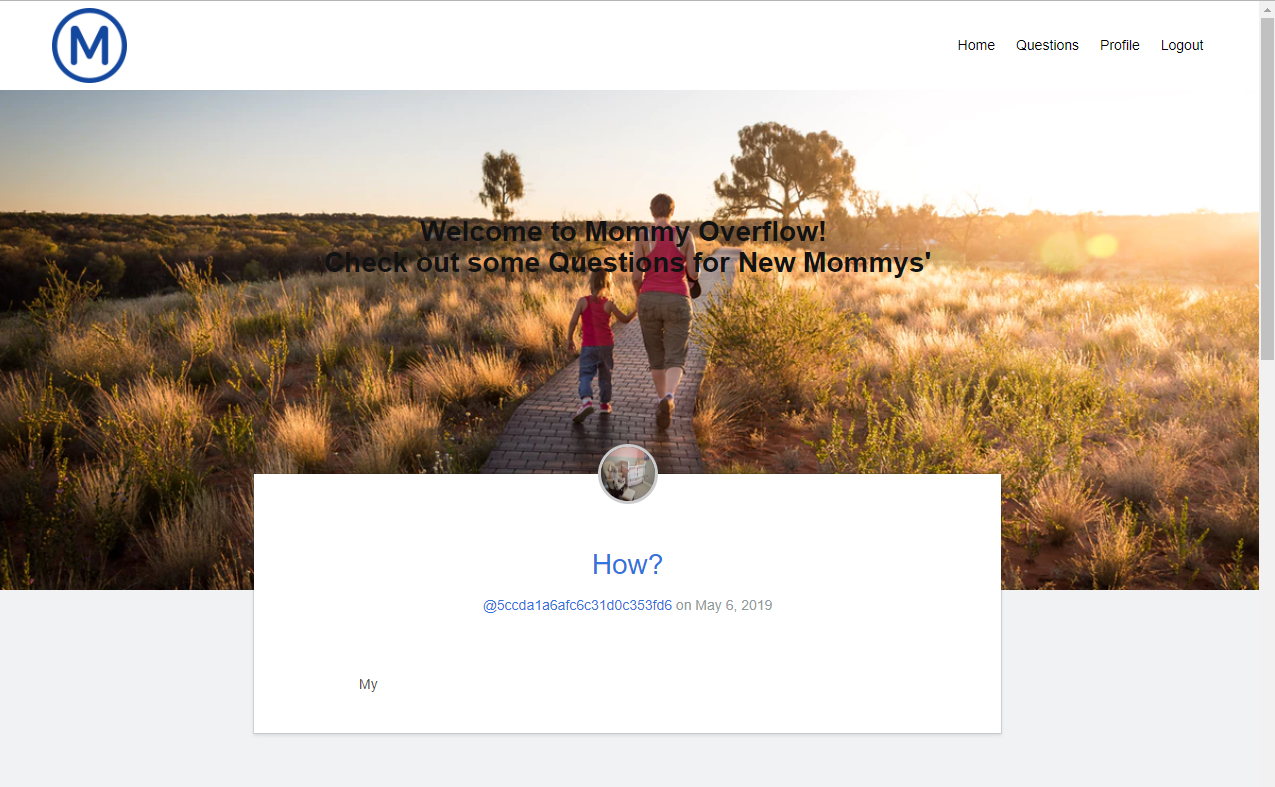 M
Home Questions Profile Logout
Welcome to Mommy Overflow!
Check out some Questions for New Mommys'
How?
@5ccda1a6afc6c31d0c353fd6 on May 6, 2019
My